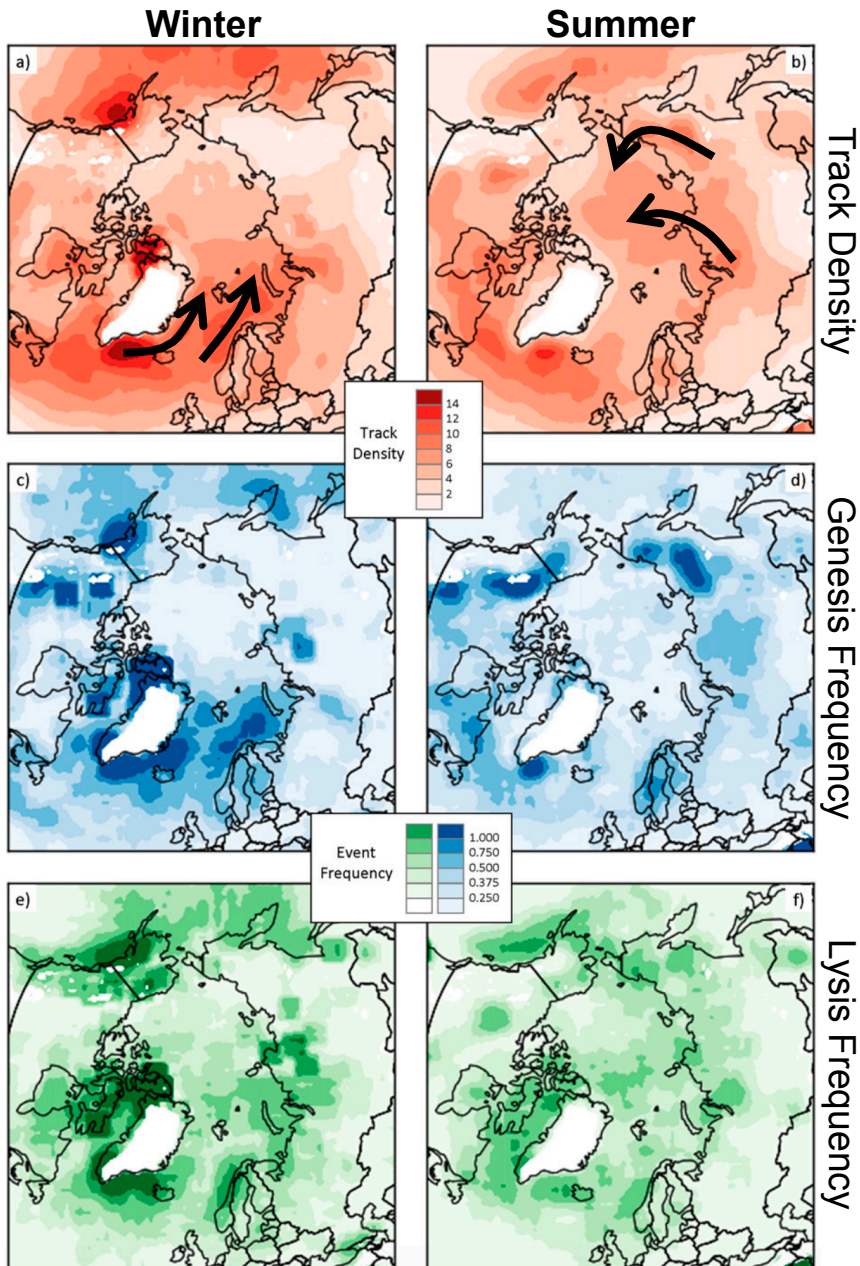 Winter
Summer
a)
b)
Track Density
Track
Density
14
12
10
8
6
4
2
c)
d)
Genesis Frequency
Event
Frequency
1.000
0.750
0.500
0.375
0.250
e)
f)
Lysis Frequency